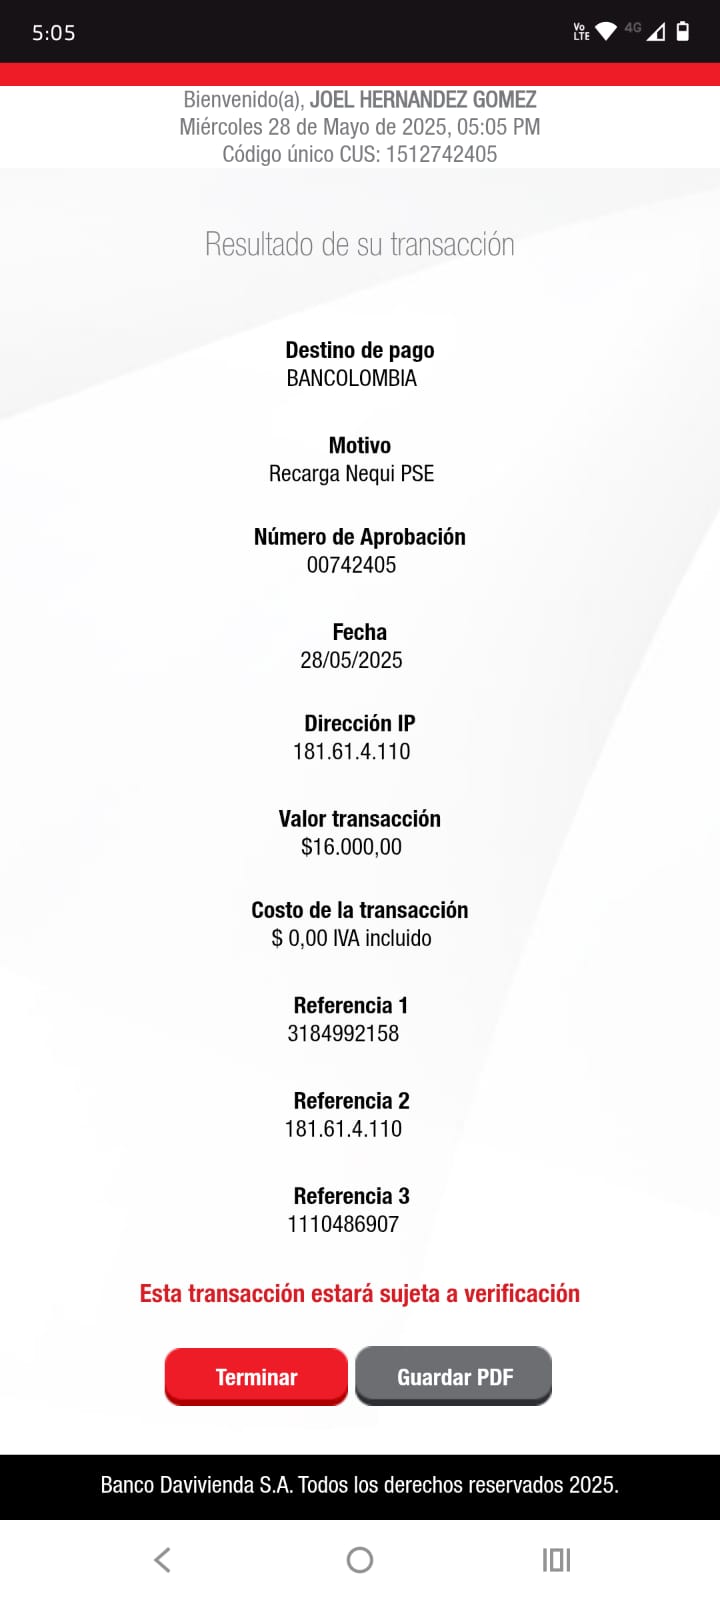 5:05
Vo
LTE
4G
Bienvenido(a), JOEL HERNANDEZ GOMEZ
Miércoles 28 de Mayo de 2025, 05:05 PM
Código único CUS: 1512742405
Resultado de su transacción
Destino de pago
BANCOLOMBIA
Motivo
Recarga Nequi PSE
Número de Aprobación
00742405
Fecha
28/05/2025
Dirección IP
181.61.4.110
Valor transacción
$16.000,00
Costo de la transacción
$ 0,00 IVA incluido
Referencia 1
3184992158
Referencia 2
181.61.4.110
Referencia 3
1110486907
Esta transacción estará sujeta a verificación
Terminar
Guardar PDF
Banco Davivienda S.A. Todos los derechos reservados 2025.